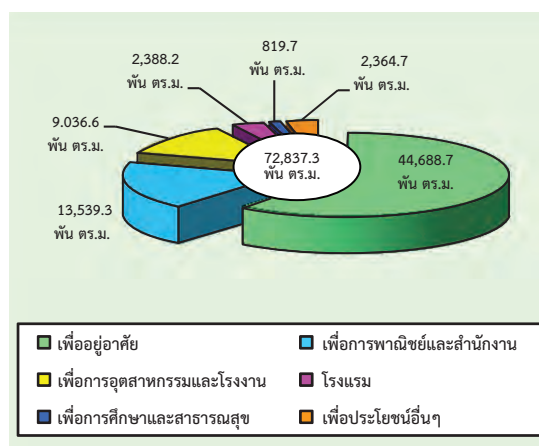 819.7
พัน ตร.ม.
2,388.2
พัน ตร.ม.
2,364.7
พัน ตร.ม.
9.036.6
พัน ตร.ม.
72,837.3
พัน ตร.ม.
44,688.7
พัน ตร.ม.
13,539.3
พัน ตร.ม.
เพื่ออยู่อาศัย
เพื่อการพาณิชย์และสำนักงาน
เพื่อการอุตสาหกรรมและโรงงาน
โรงแรม
เพื่อการศึกษาและสาธารณสุข
เพื่อประโยชน์อื่นๆ